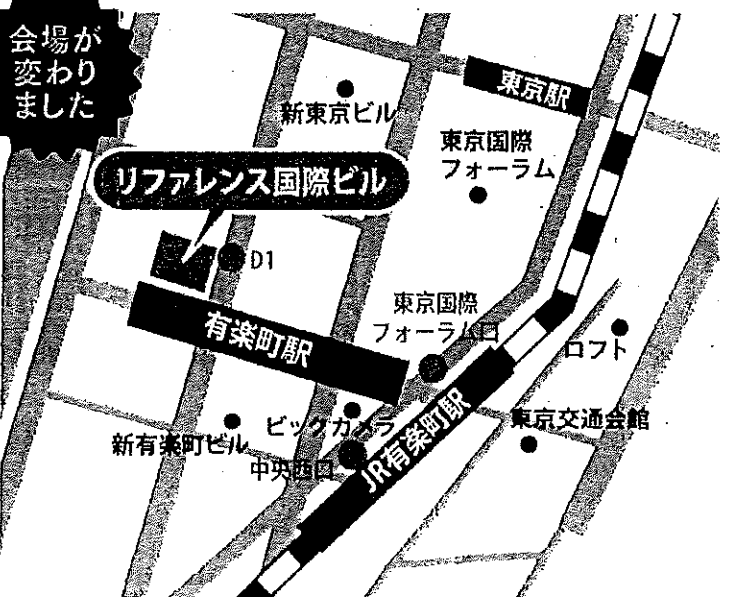 会場が
変わり
ました
東京駅
新東京ビル
東京国際
フォーラム
リファレンス国際ビル
D1
東京国際
フォーラム口
有楽町駅
ロフト
ビックカメラ
東京交通会館
新有楽町ビル
中央西口
JR有楽町駅